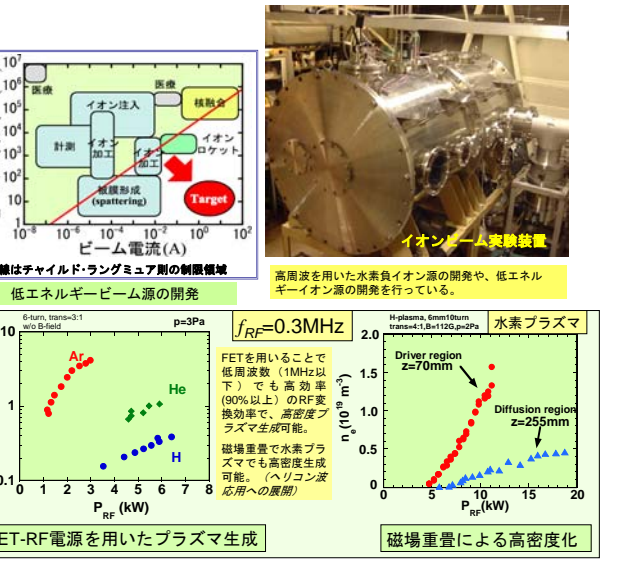 10⁷
10⁶
10⁵
10⁴
10³
10²
10
1
10⁻⁸
10⁻⁶
10⁻⁴
10⁻²
10⁰
10²
医療
医療
イオン注入
核融合
計測
イオン
加工
イオン
加工
イオン
ロケット
被膜形成
(spattering)
Target
ビーム電流(A)
線はチャイルド･ラングミュア則の制限領域
低エネルギービーム源の開発
イオンビーム実験装置
高周波を用いた水素負イオン源の開発や、低エネル
ギーイオン源の開発を行っている。
6-turn, trans=3:1
w/o B-field
p=3Pa
Ar
He
H
10
1
0.1
0 1 2 3 4 5 6 7 8
P_RF (kW)
ET-RF電源を用いたプラズマ生成
f_RF=0.3MHz
FETを用いることで
低周波数（1MHz以
下）でも高効率
(90%以上）のRF変
換効率で、高密度プ
ラズマ生成可能。
磁場重畳で水素プラ
ズマでも高密度生成
可能。（ヘリコン波
応用への展開）
H-plasma, 6mm10turn
trans=4:1,B=112G,p=2Pa
水素プラズマ
Driver region
z=70mm
Diffusion region
z=255mm
n_e (10¹⁹ m⁻³)
2.0
1.5
1.0
0.5
0
0 5 10 15 20
P_RF(kW)
磁場重畳による高密度化